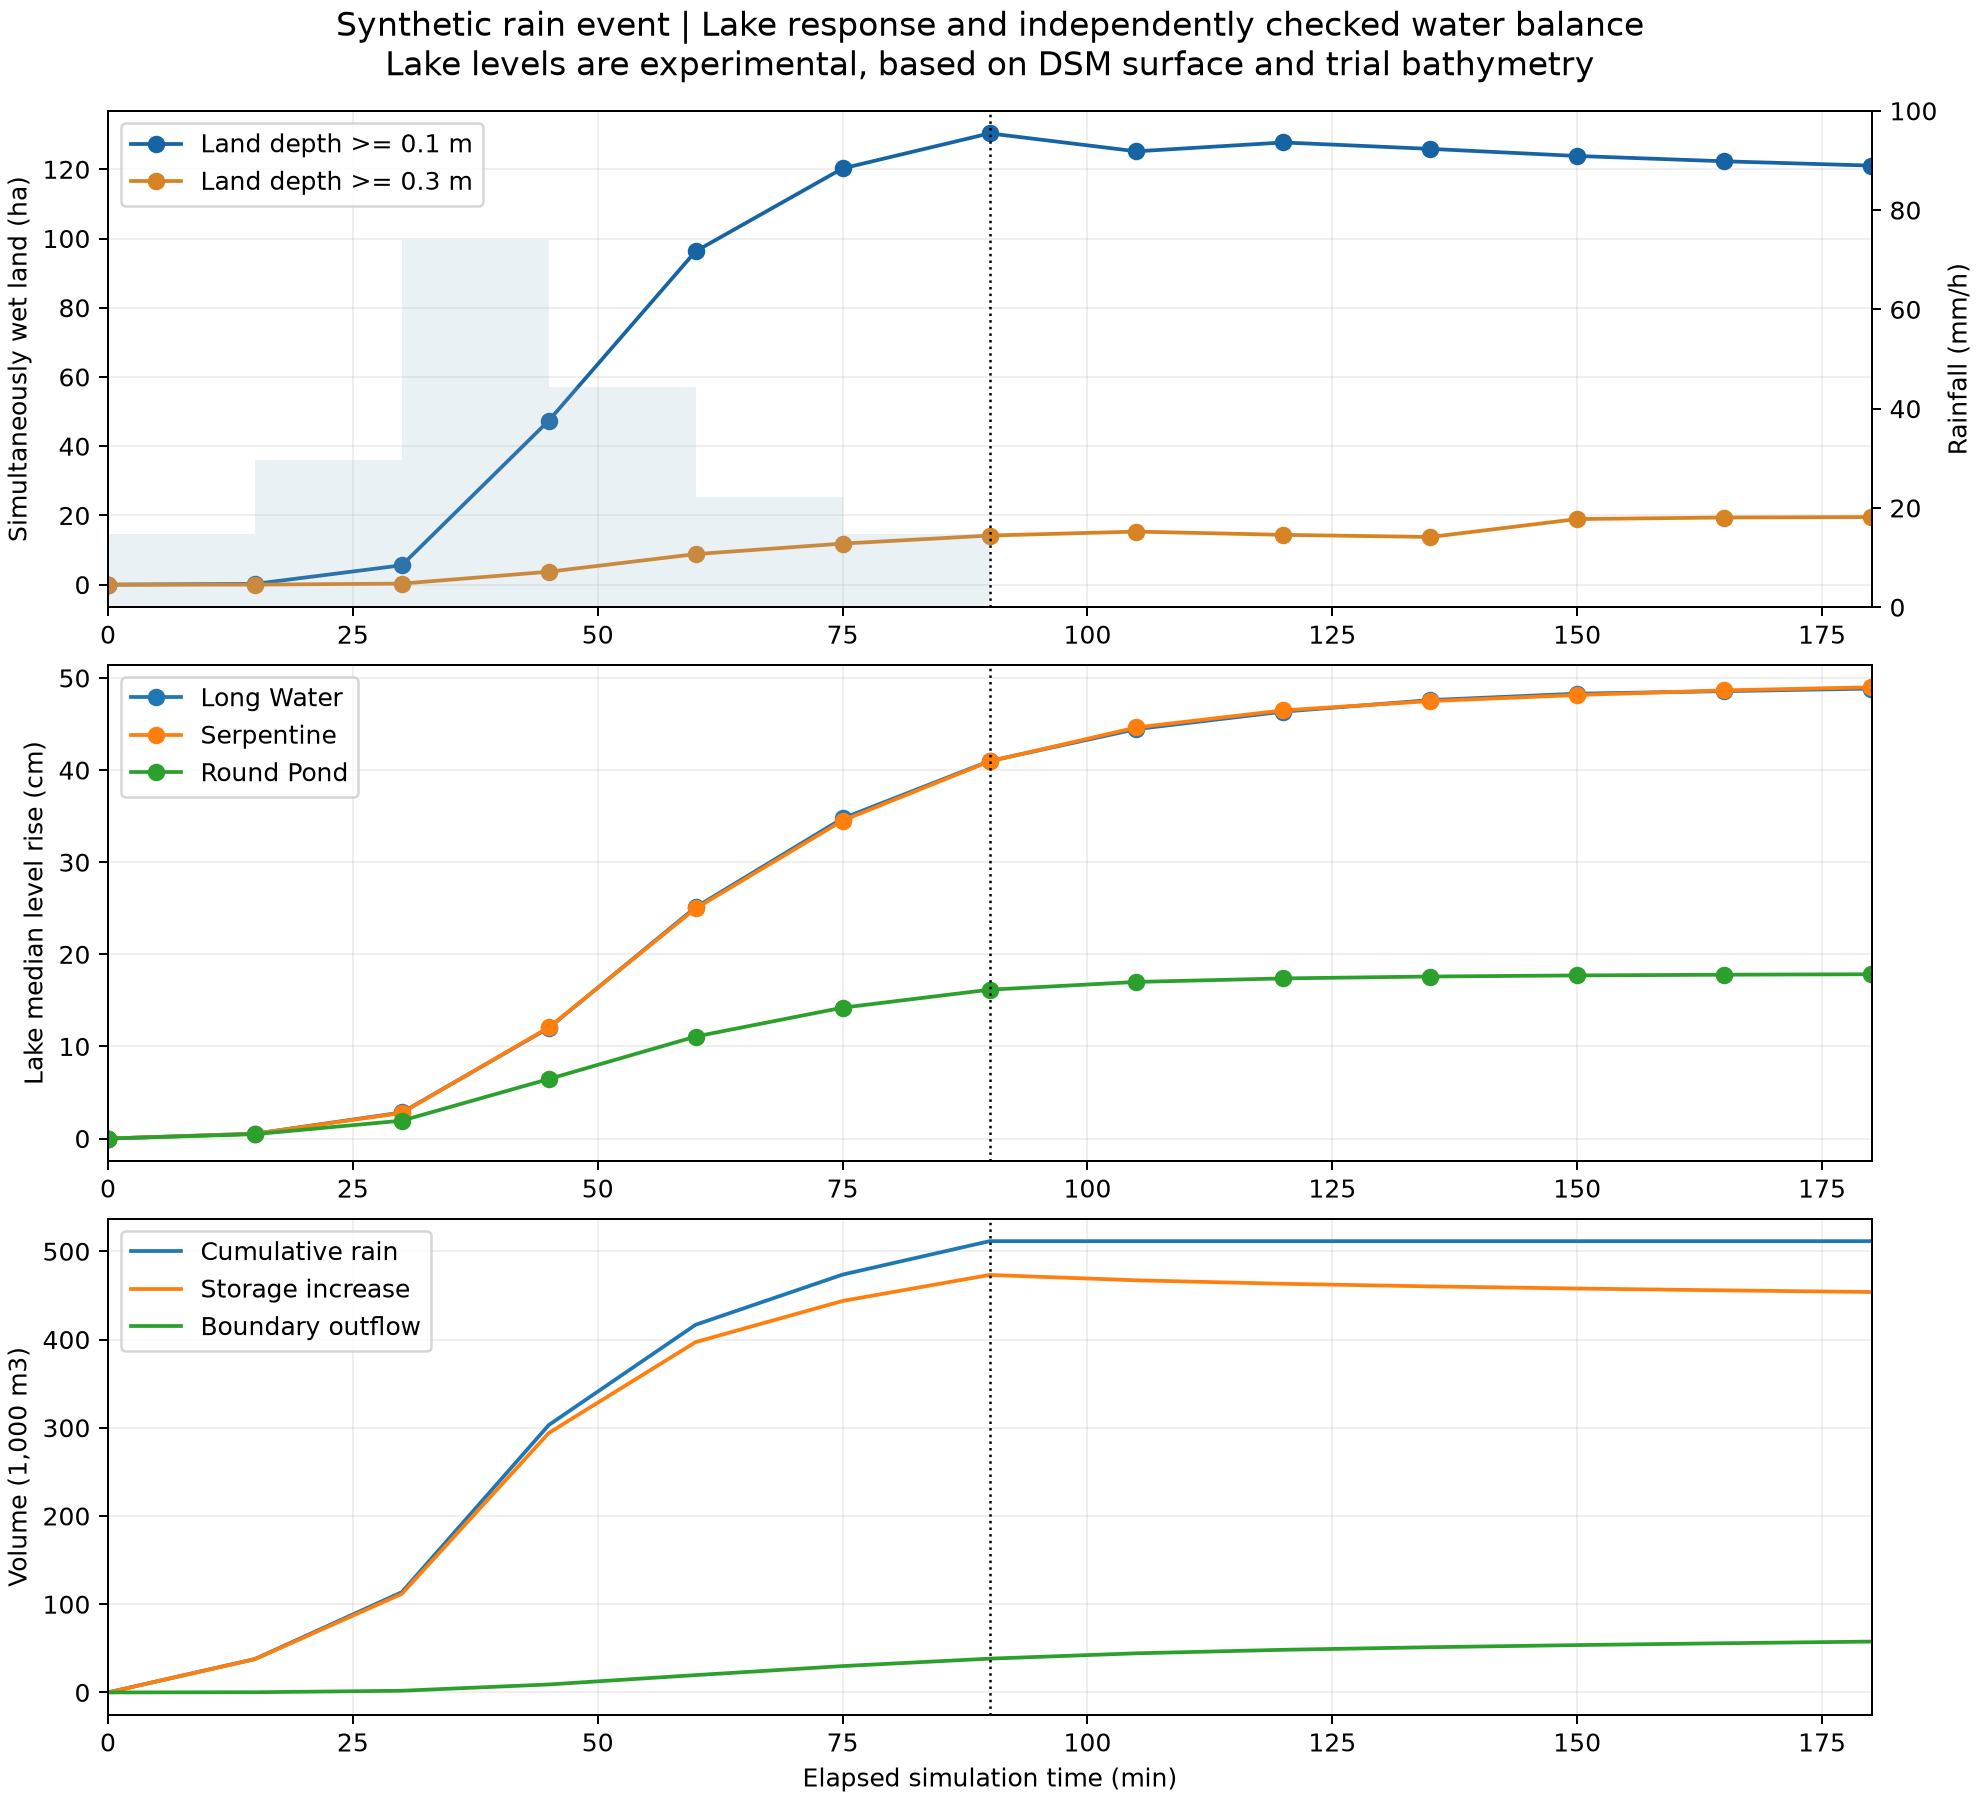 Synthetic rain event | Lake response and independently checked water balance
Lake levels are experimental, based on DSM surface and trial bathymetry
Land depth >= 0.1 m
Land depth >= 0.3 m
Simultaneously wet land (ha)
120
100
80
60
40
20
0
100
80
60
40
20
0
Rainfall (mm/h)
0 25 50 75 100 125 150 175
Long Water
Serpentine
Round Pond
Lake median level rise (cm)
50
40
30
20
10
0
0 25 50 75 100 125 150 175
Cumulative rain
Storage increase
Boundary outflow
Volume (1,000 m3)
500
400
300
200
100
0
0 25 50 75 100 125 150 175
Elapsed simulation time (min)